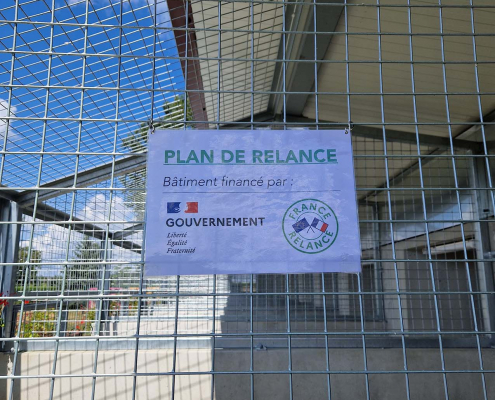 PLAN DE RELANCE
Bâtiment financé par :
GOUVERNEMENT
Liberté
Égalité
Fraternité
FRANCE
RELANCE